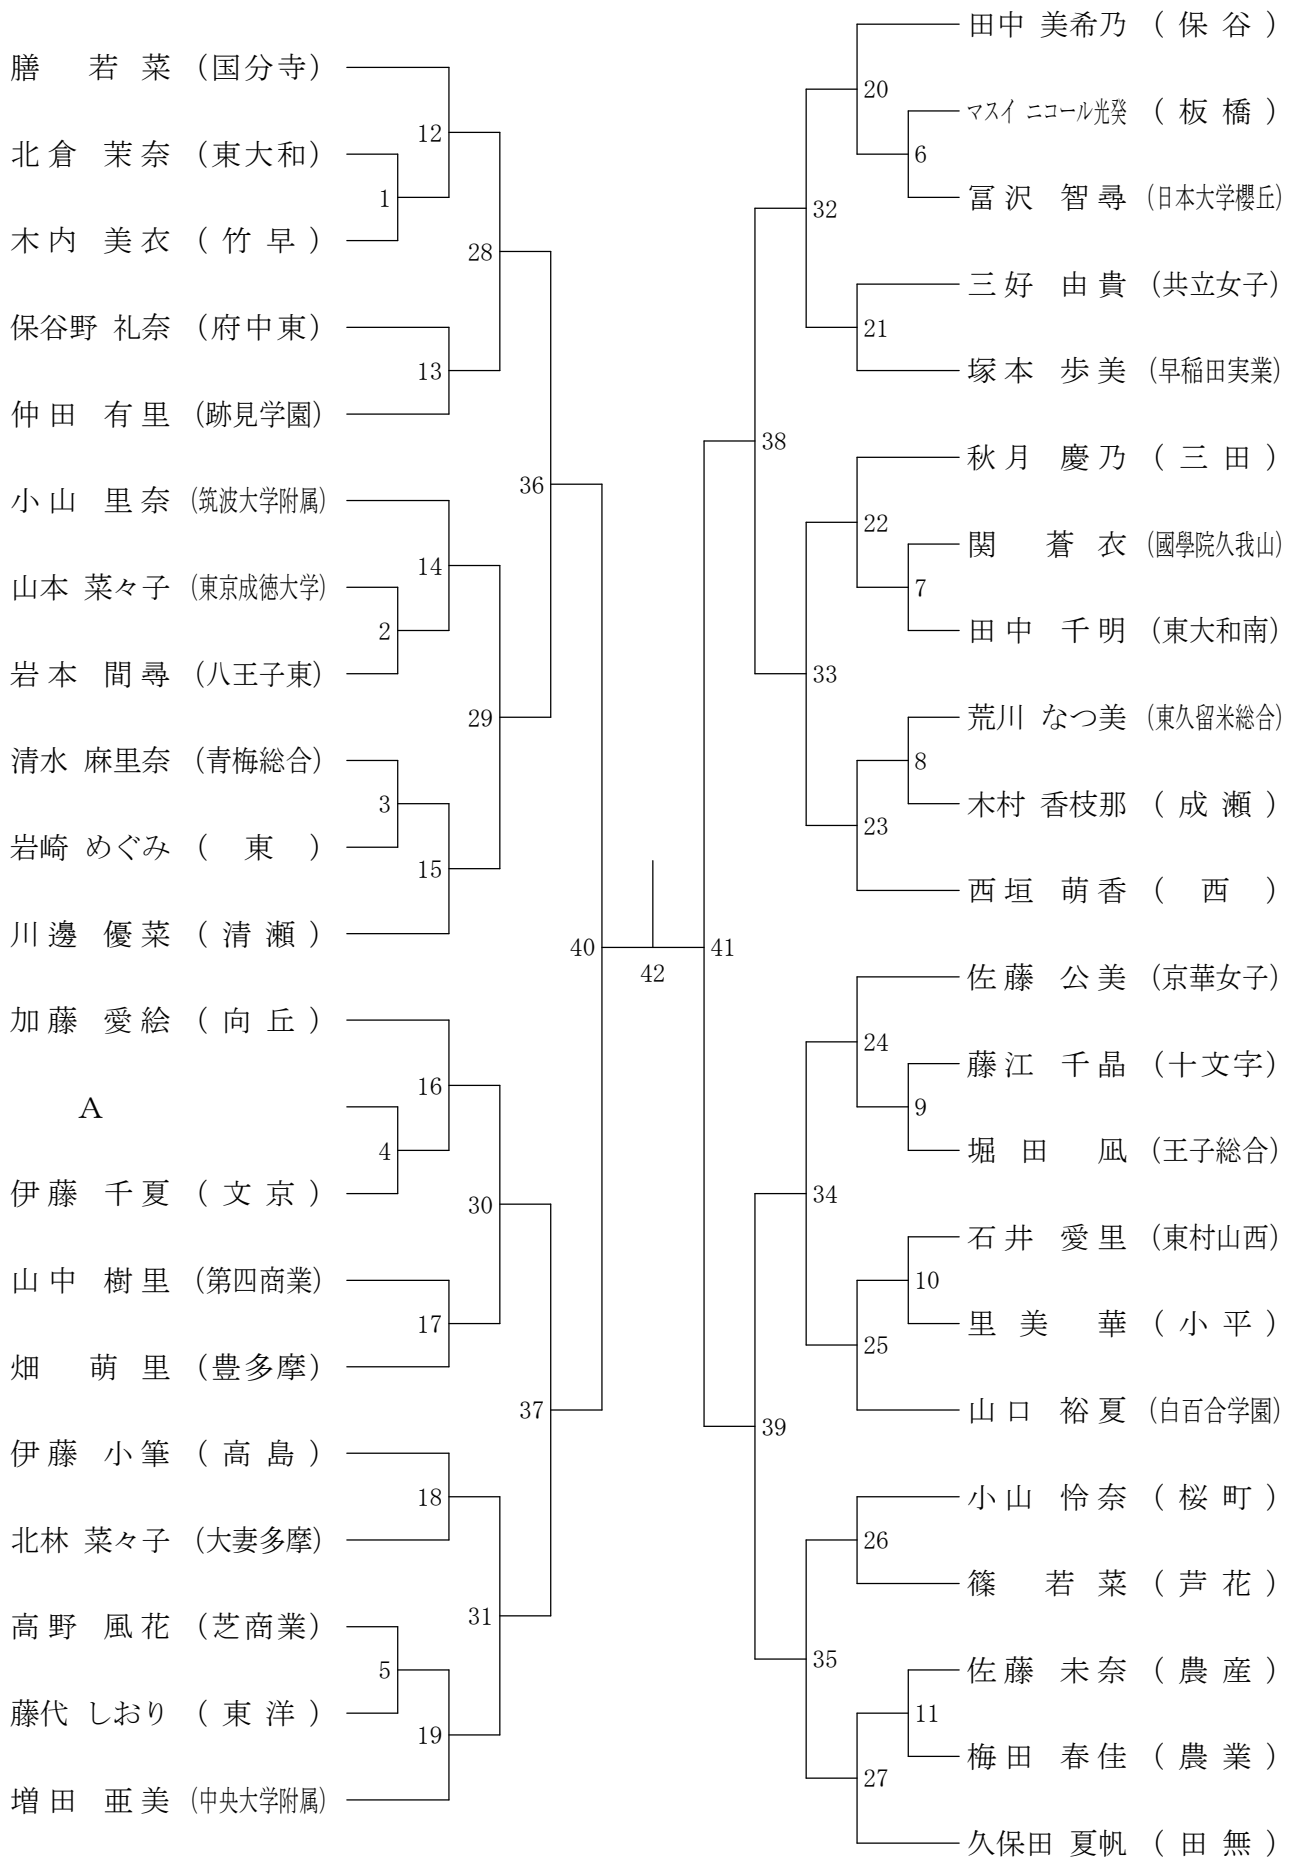 膳 若菜 (国分寺)
北倉 茉奈 (東大和)
木内 美衣 (竹早)
保谷野 礼奈 (府中東)
仲田 有里 (跡見学園)
小山 里奈 (筑波大学附属)
山本 菜々子 (東京成徳大学)
岩本 間尋 (八王子東)
清水 麻里奈 (青梅総合)
岩崎 めぐみ (東)
川邊 優菜 (清瀬)
加藤 愛絵 (向丘)
A
伊藤 千夏 (文京)
山中 樹里 (第四商業)
畑 萌里 (豊多摩)
伊藤 小筆 (高島)
北林 菜々子 (大妻多摩)
高野 風花 (芝商業)
藤代 しおり (東洋)
増田 亜美 (中央大学附属)
1
2
3
4
5
12
13
14
15
16
17
18
19
28
29
30
31
36
37
40
42
41
38
39
32
33
34
35
20
21
22
23
24
25
26
27
6
7
8
9
10
11
田中 美希乃 (保谷)
マスイ ニコール光発 (板橋)
冨沢 智尋 (日本大学櫻丘)
三好 由貴 (共立女子)
塚本 歩美 (早稲田実業)
秋月 慶乃 (三田)
関 蒼衣 (國學院久我山)
田中 千明 (東大和南)
荒川 なつ美 (東久留米総合)
木村 香枝那 (成瀬)
西垣 萌香 (西)
佐藤 公美 (京華女子)
藤江 千晶 (十文字)
堀田 凪 (王子総合)
石井 愛里 (東村山西)
里美 華 (小平)
山口 裕夏 (白百合学園)
小山 怜奈 (桜町)
篠 若菜 (芦花)
佐藤 未奈 (農産)
梅田 春佳 (農業)
久保田 夏帆 (田無)